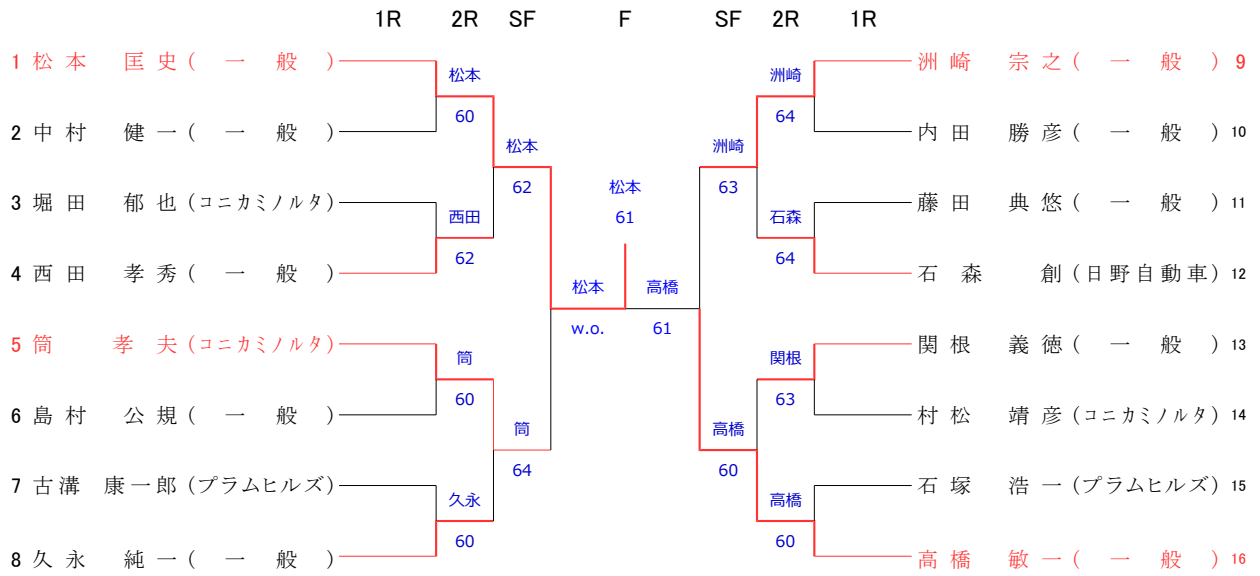 1R 2R SF F SF 2R 1R
1 松本 匡史 ( 一般 )
松本
60
2 中村 健一 ( 一般 )
松本
62
3 堀田 郁也 (コニカミノルタ)
西田
62
4 西田 孝秀 ( 一般 )
松本
w.o.
5 筒 孝夫 (コニカミノルタ)
筒
60
6 島村 公規 ( 一般 )
筒
64
7 古溝 康一郎 (プラムヒルズ)
久永
60
8 久永 純一 ( 一般 )
松本
61
洲崎 宗之 ( 一般 ) 9
洲崎
64
内田 勝彦 ( 一般 ) 10
洲崎
63
藤田 典悠 ( 一般 ) 11
石森
64
石森 創 (日野自動車) 12
高橋
61
関根 義徳 ( 一般 ) 13
関根
63
村松 靖彦 (コニカミノルタ) 14
高橋
60
石塚 浩一 (プラムヒルズ) 15
高橋
60
高橋 敏一 ( 一般 ) 16